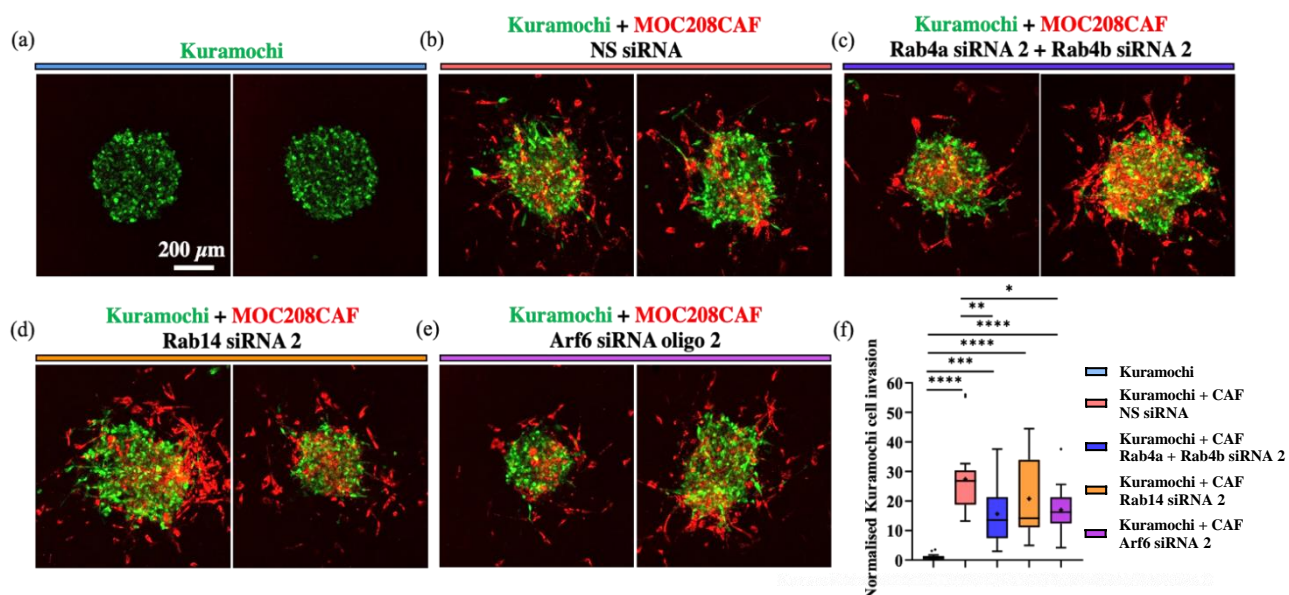 (a)
Kuramochi
200 µm
(b)
Kuramochi + MOC208CAF
NS siRNA
(c)
Kuramochi + MOC208CAF
Rab4a siRNA 2 + Rab4b siRNA 2
(d)
Kuramochi + MOC208CAF
Rab14 siRNA 2
(e)
Kuramochi + MOC208CAF
Arf6 siRNA oligo 2
(f)
Normalised Kuramochi cell invasion
60
50
40
30
20
10
0
*
**
****
****
***
****
Kuramochi
Kuramochi + CAF
NS siRNA
Kuramochi + CAF
Rab4a + Rab4b siRNA 2
Kuramochi + CAF
Rab14 siRNA 2
Kuramochi + CAF
Arf6 siRNA 2